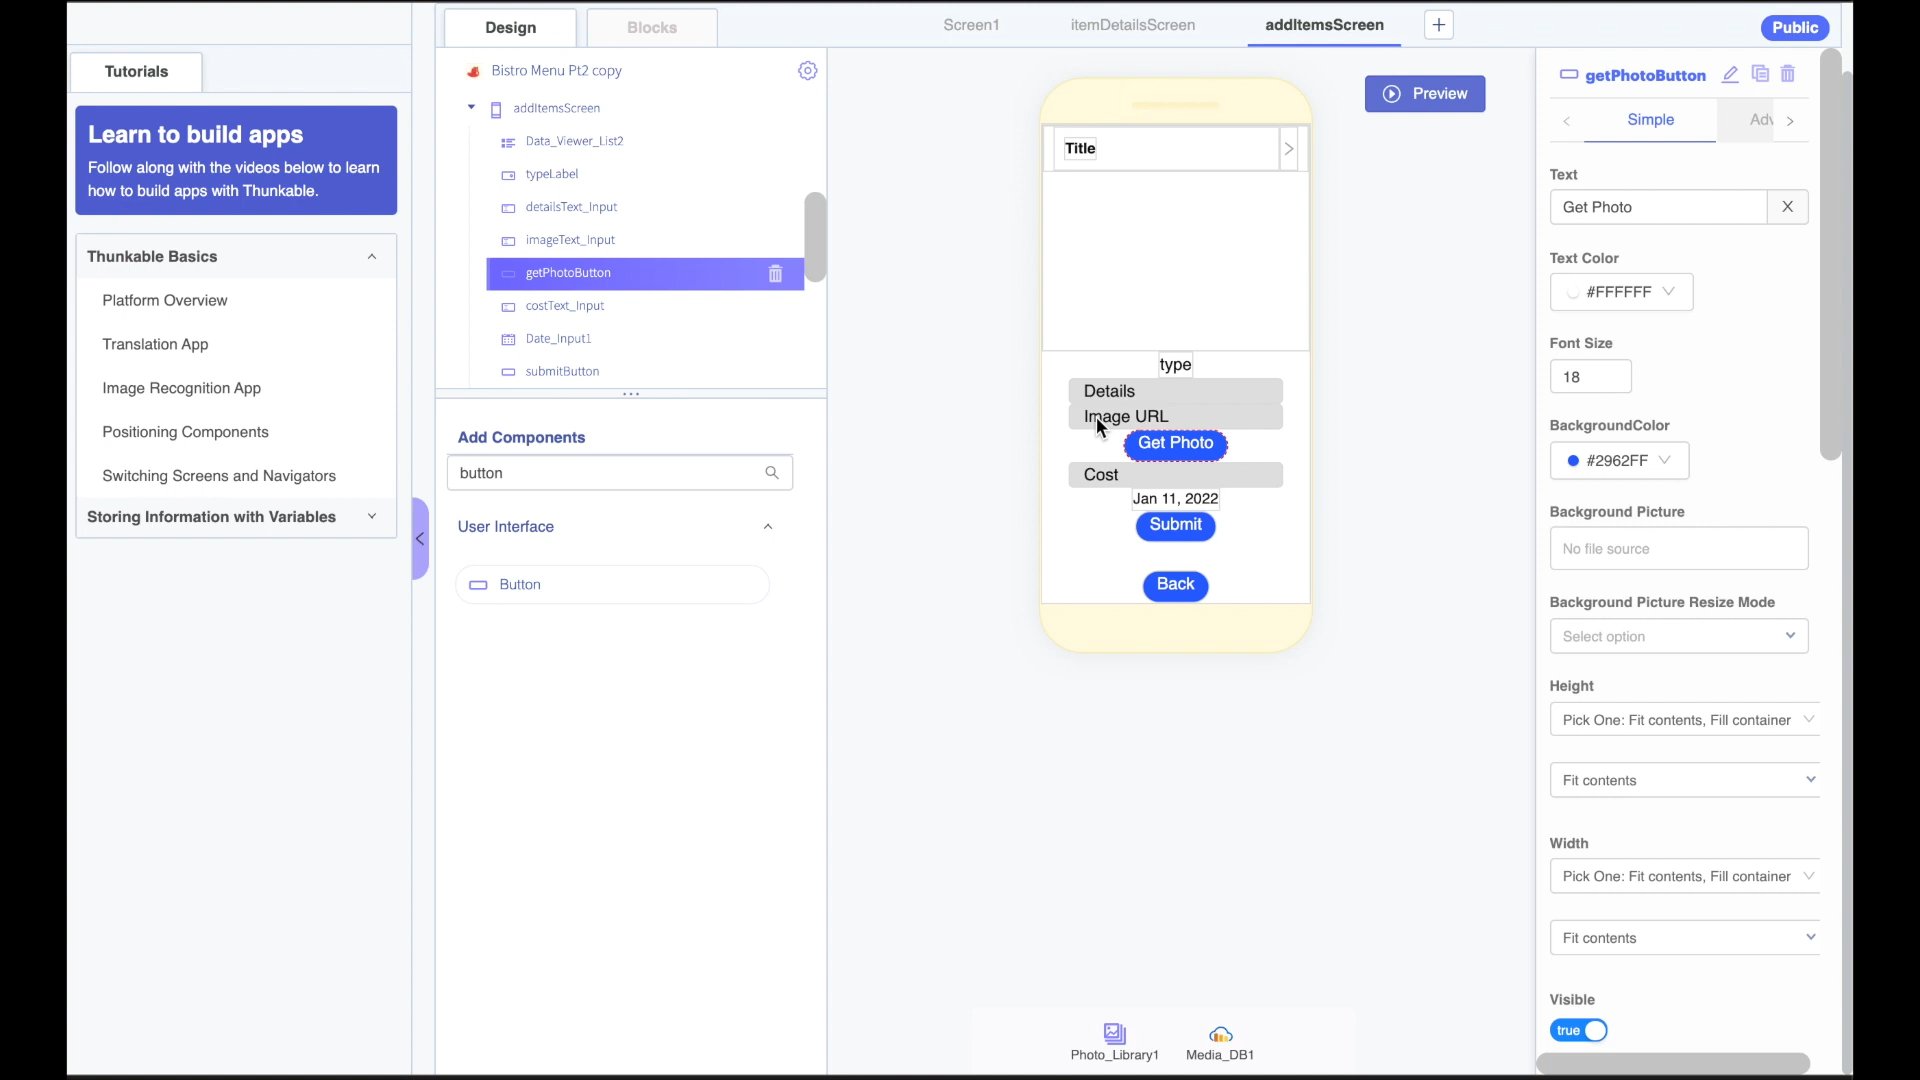 Design
Blocks
Screen1
itemDetailsScreen
addItemsScreen
+
Public
Tutorials
Learn to build apps
Follow along with the videos below to learn
how to build apps with Thunkable.
Thunkable Basics
Platform Overview
Translation App
Image Recognition App
Positioning Components
Switching Screens and Navigators
Storing Information with Variables
Bistro Menu Pt2 copy
addItemsScreen
Data_Viewer_List2
typeLabel
detailsText_Input
imageText_Input
getPhotoButton
costText_Input
Date_Input1
submitButton
Add Components
button
User Interface
Button
Preview
Title
type
Details
Image URL
Get Photo
Cost
Jan 11, 2022
Submit
Back
Photo_Library1
Media_DB1
getPhotoButton
Simple
Adv
Text
Get Photo
X
Text Color
#FFFFFF
Font Size
18
BackgroundColor
#2962FF
Background Picture
No file source
Background Picture Resize Mode
Select option
Height
Pick One: Fit contents, Fill container
Fit contents
Width
Pick One: Fit contents, Fill container
Fit contents
Visible
true